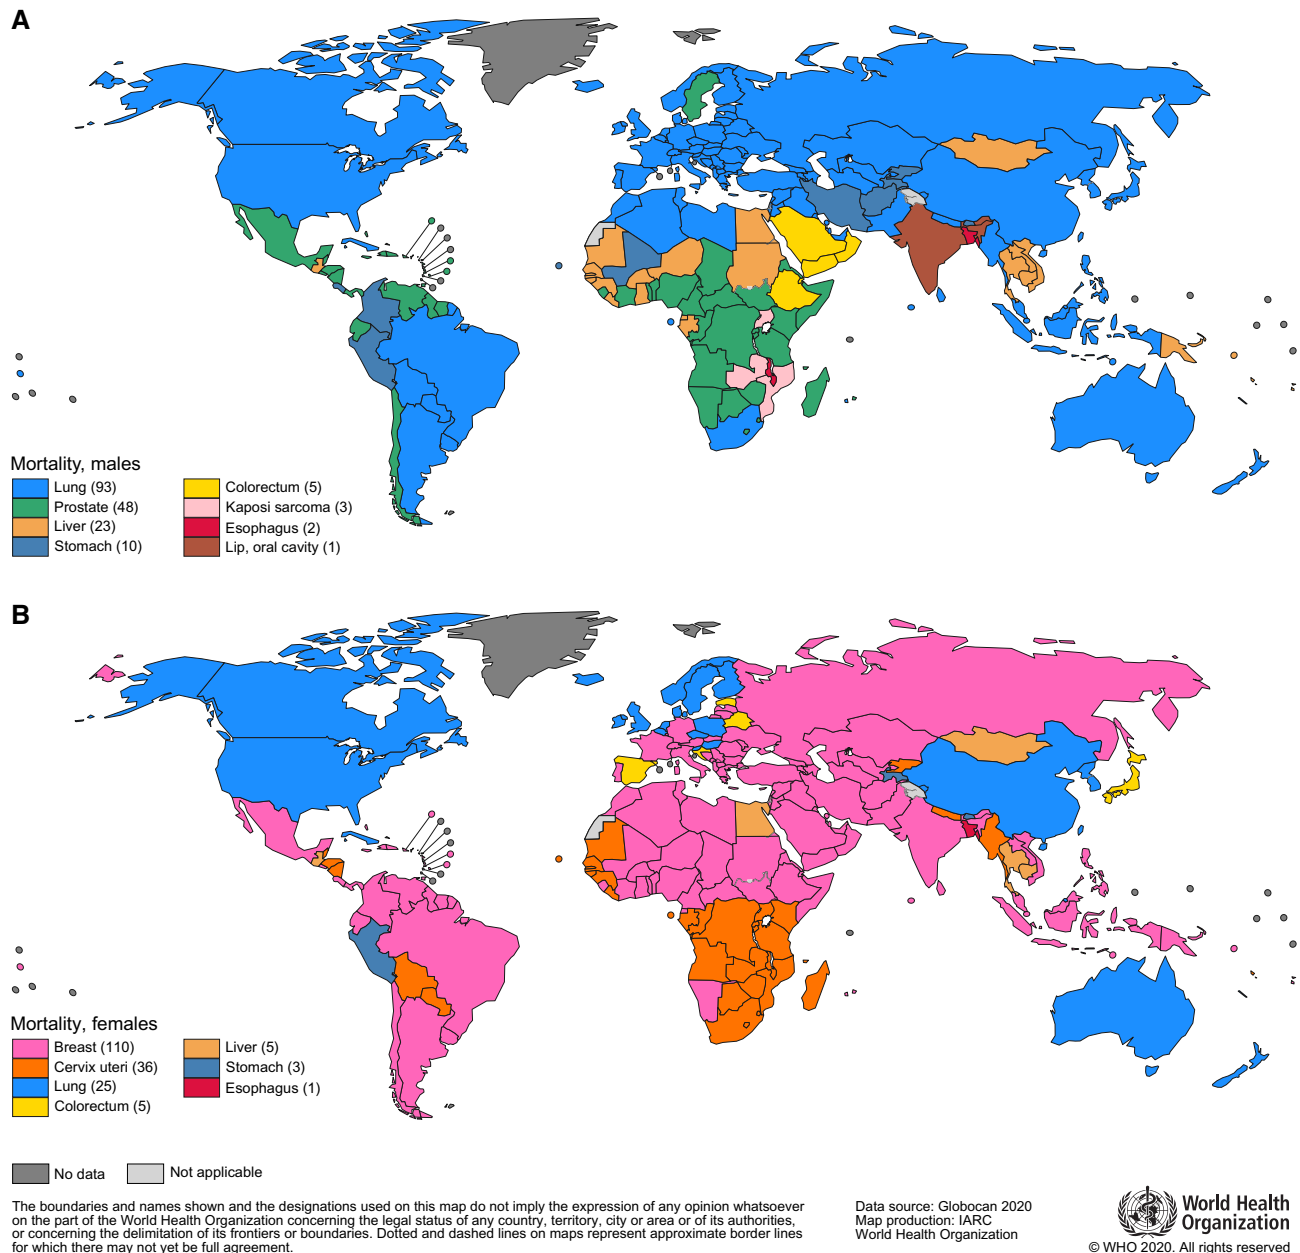 A
Mortality, males
Lung (93)
Prostate (48)
Liver (23)
Stomach (10)
Colorectum (5)
Kaposi sarcoma (3)
Esophagus (2)
Lip, oral cavity (1)
B
Mortality, females
Breast (110)
Cervix uteri (36)
Lung (25)
Colorectum (5)
Liver (5)
Stomach (3)
Esophagus (1)
No data
Not applicable
The boundaries and names shown and the designations used on this map do not imply the expression of any opinion whatsoever
on the part of the World Health Organization concerning the legal status of any country, territory, city or area or of its authorities,
or concerning the delimitation of its frontiers or boundaries. Dotted and dashed lines on maps represent approximate border lines
for which there may not yet be full agreement.
Data source: Globocan 2020
Map production: IARC
World Health Organization
World Health
Organization
© WHO 2020. All rights reserved